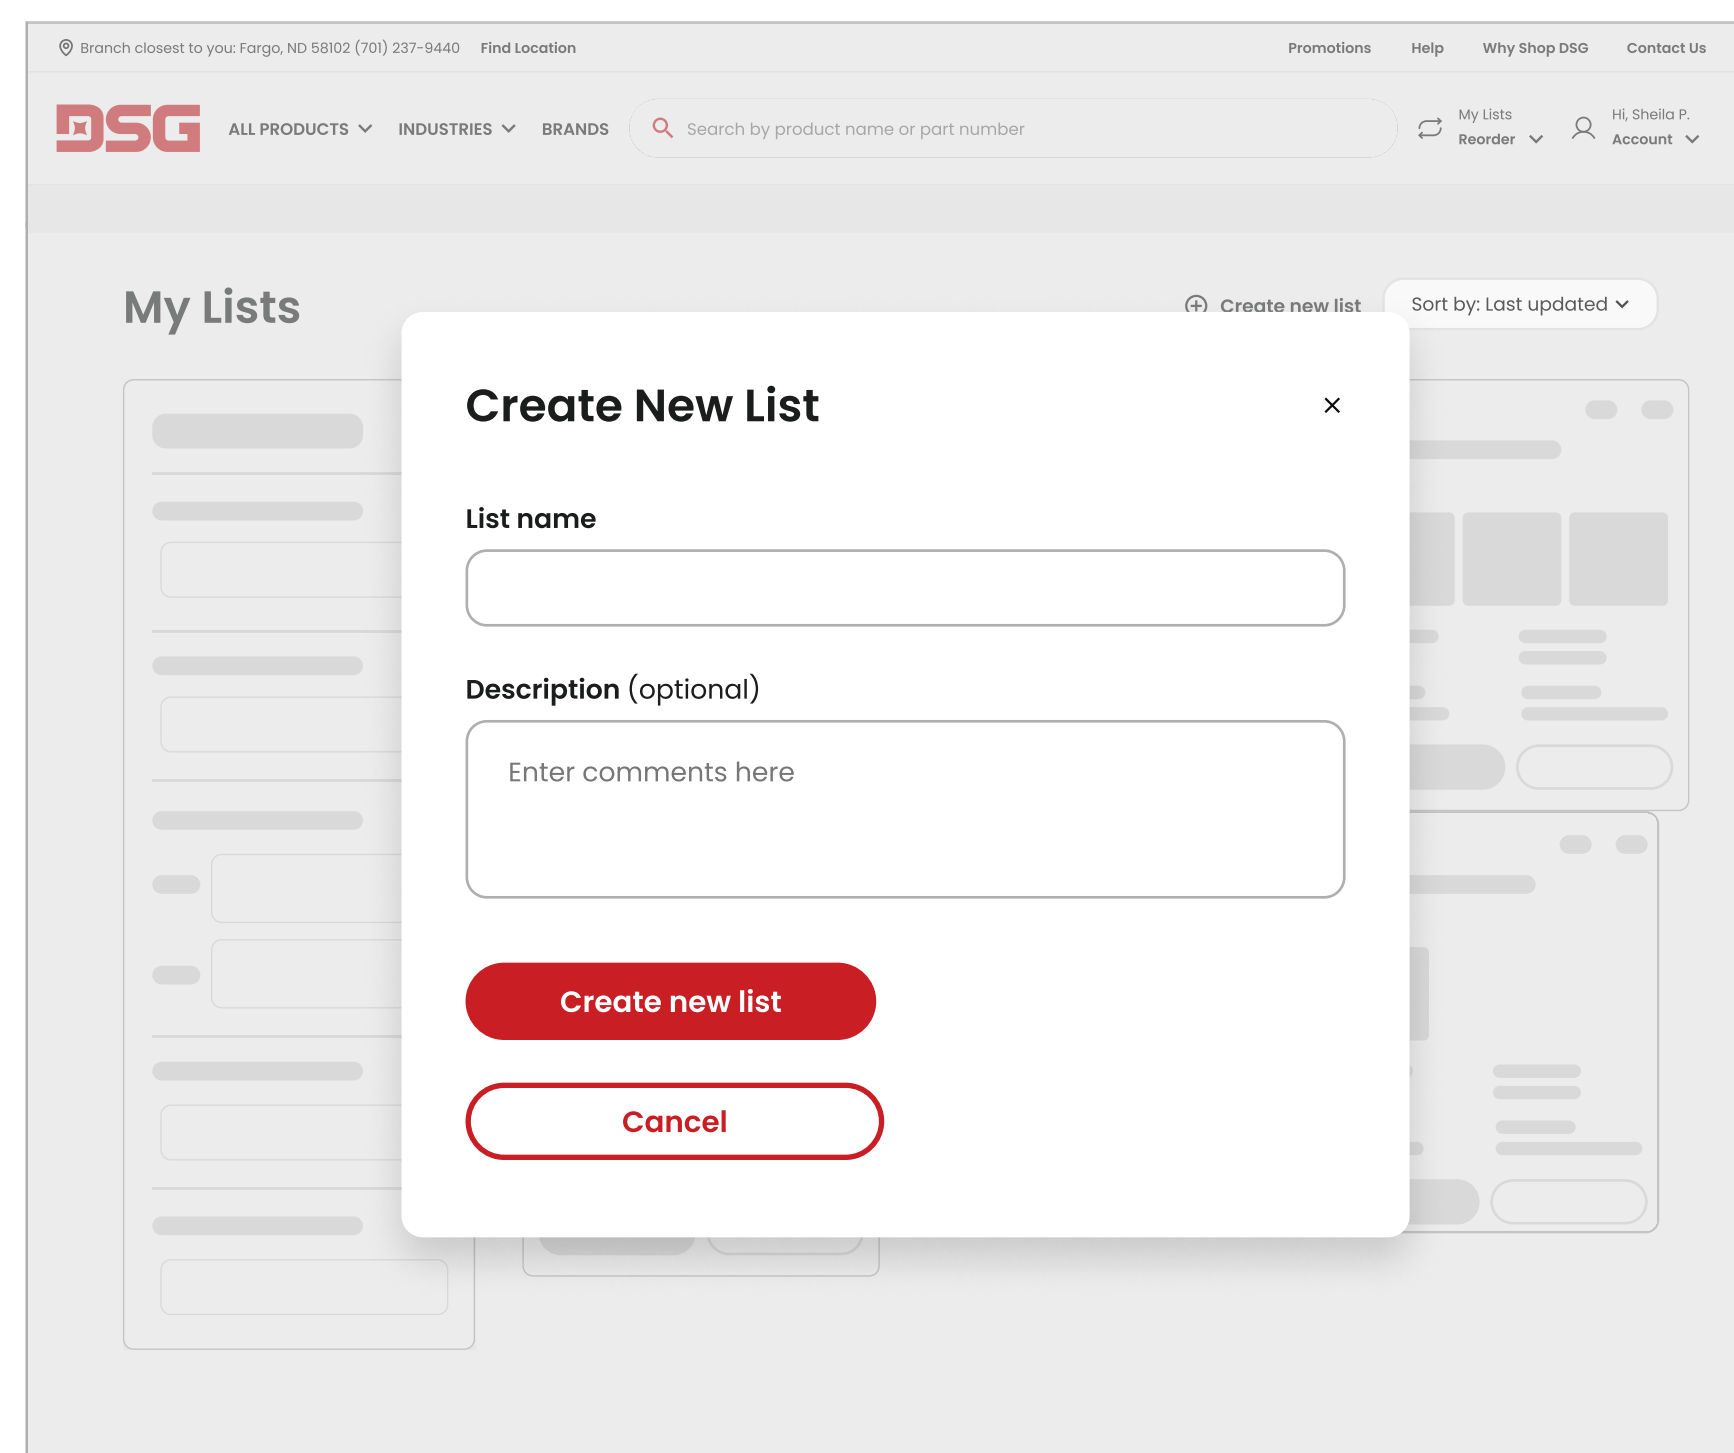 Branch closest to you: Fargo, ND 58102 (701) 237-9440 Find Location Promotions Help Why Shop DSG Contact Us
DSG ALL PRODUCTS INDUSTRIES BRANDS Search by product name or part number
My Lists
Reorder
Hi, Sheila P.
Account
My Lists
Create new list
Sort by: Last updated
Create New List
List name
Description (optional)
Enter comments here
Create new list
Cancel